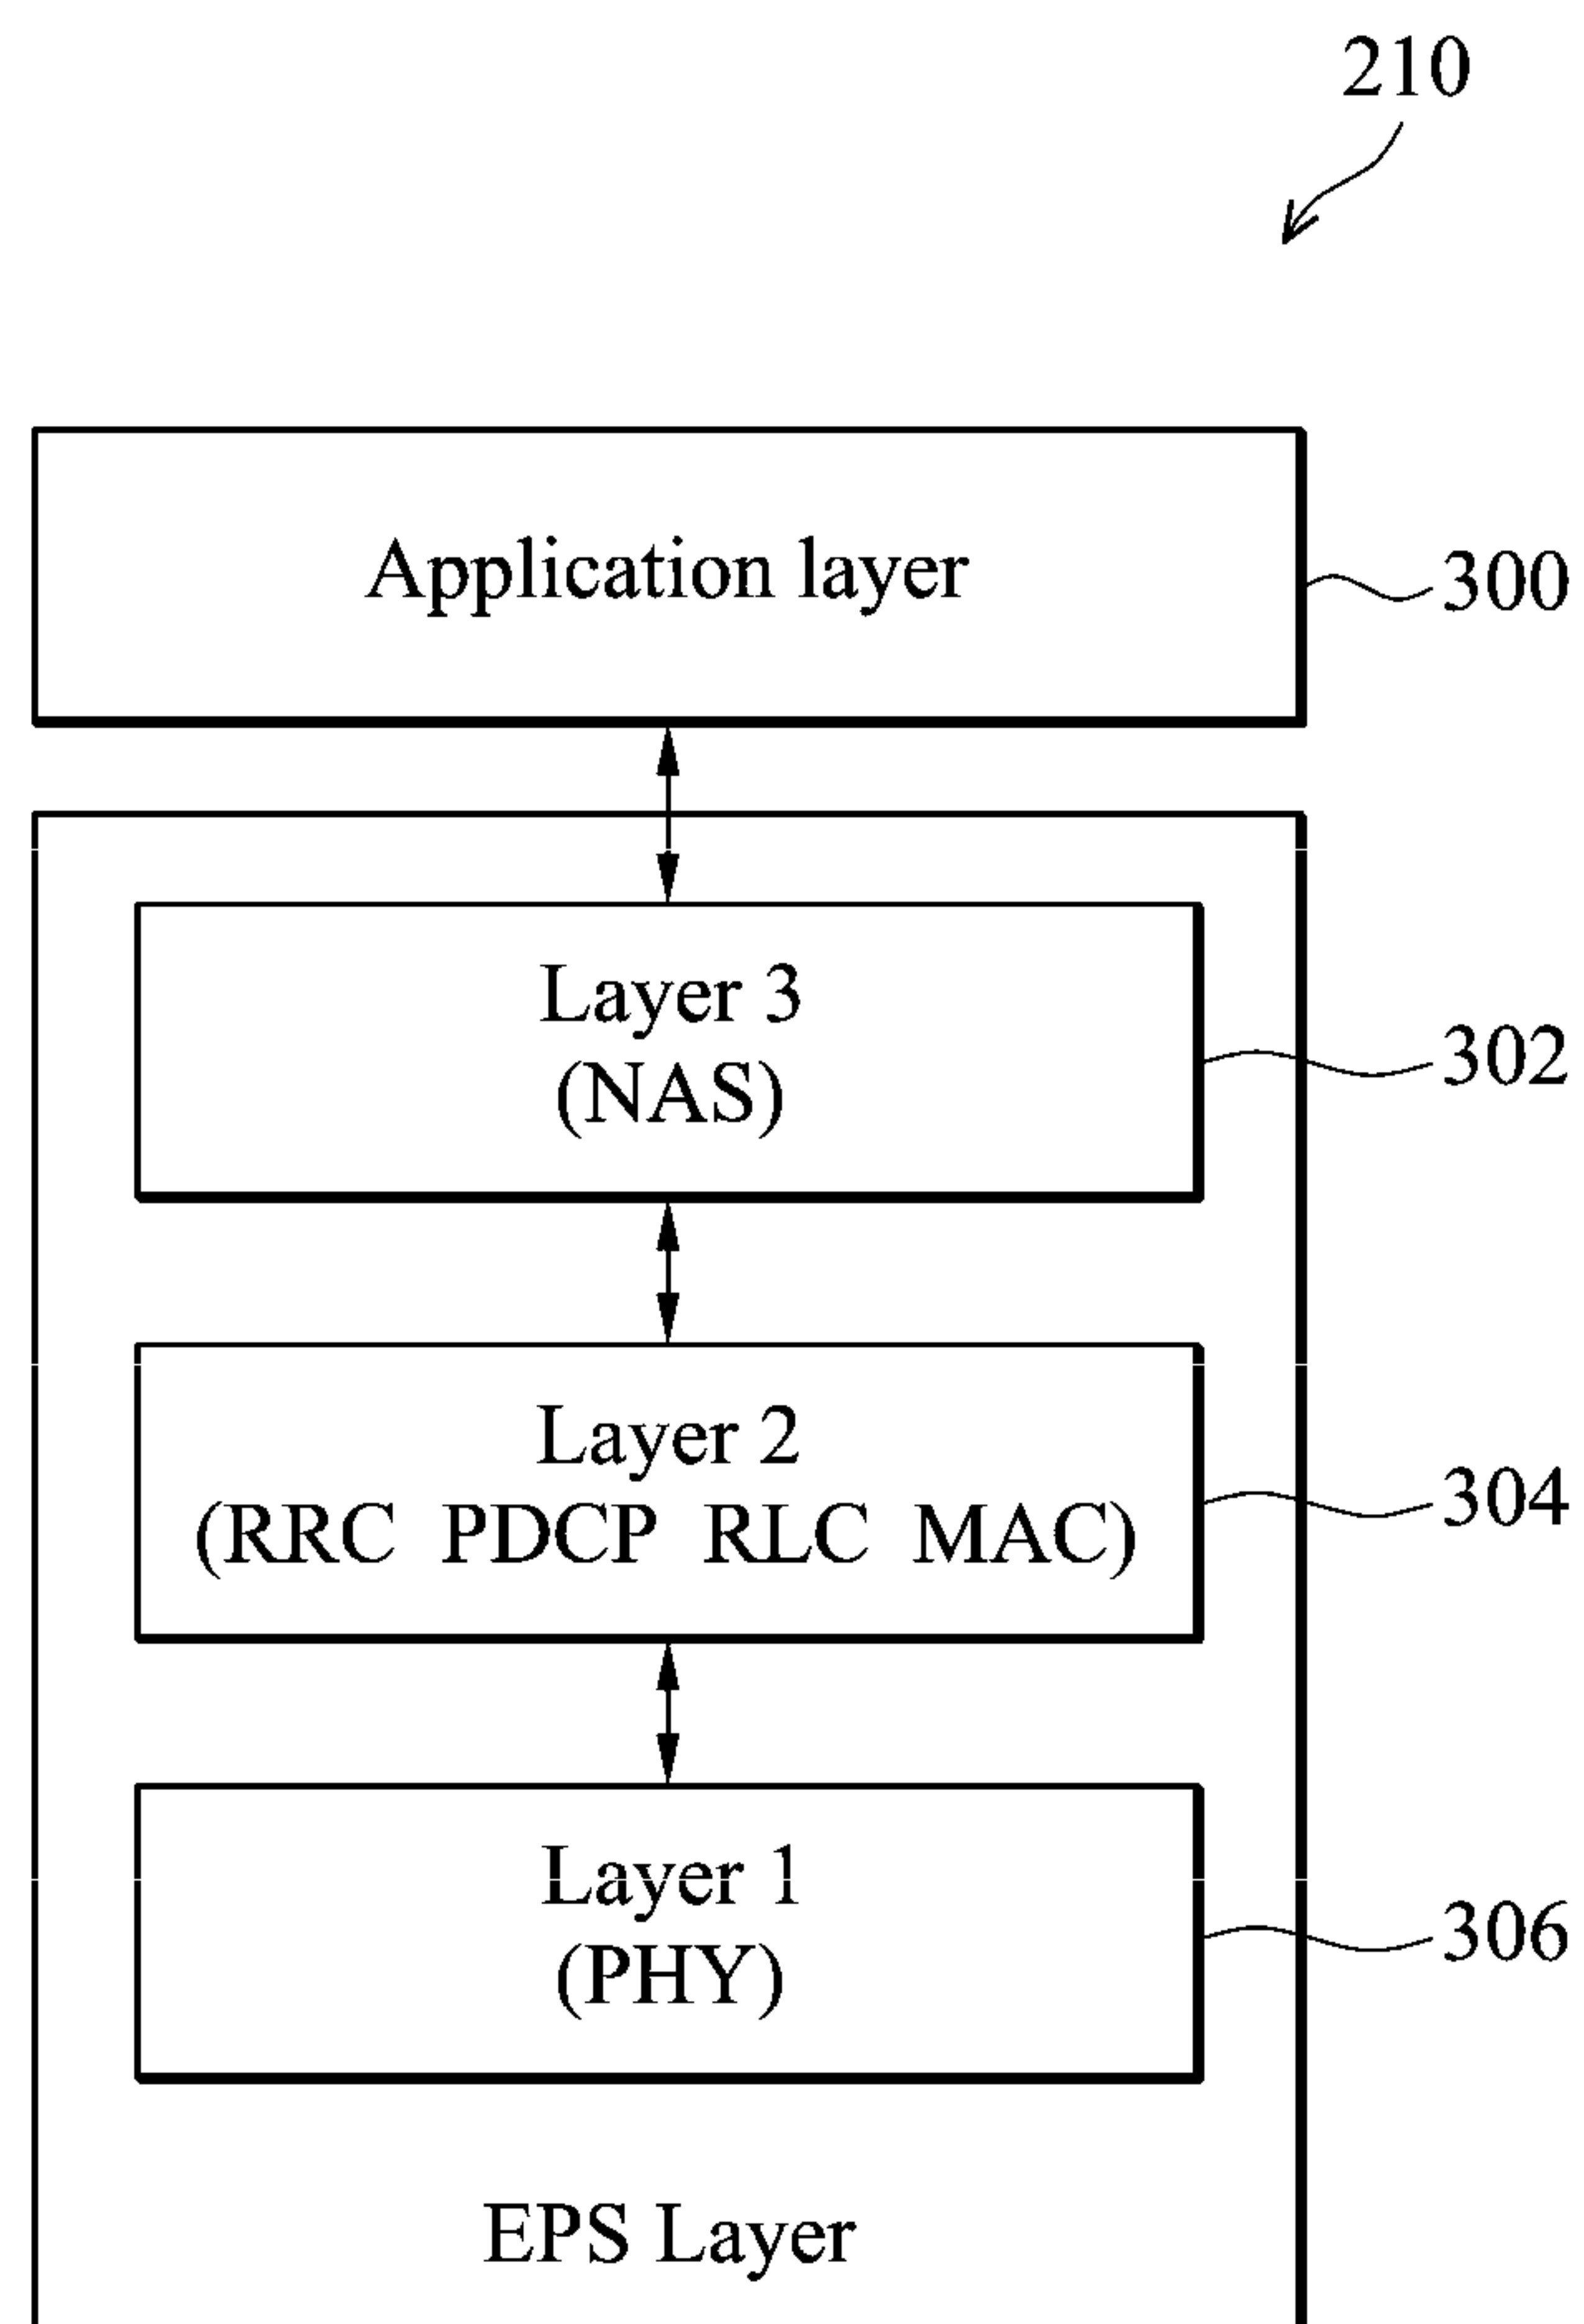 210
Application layer
300
Layer 3
(NAS)
302
Layer 2
(RRC PDCP RLC MAC)
304
Layer 1
(PHY)
306
EPS Layer